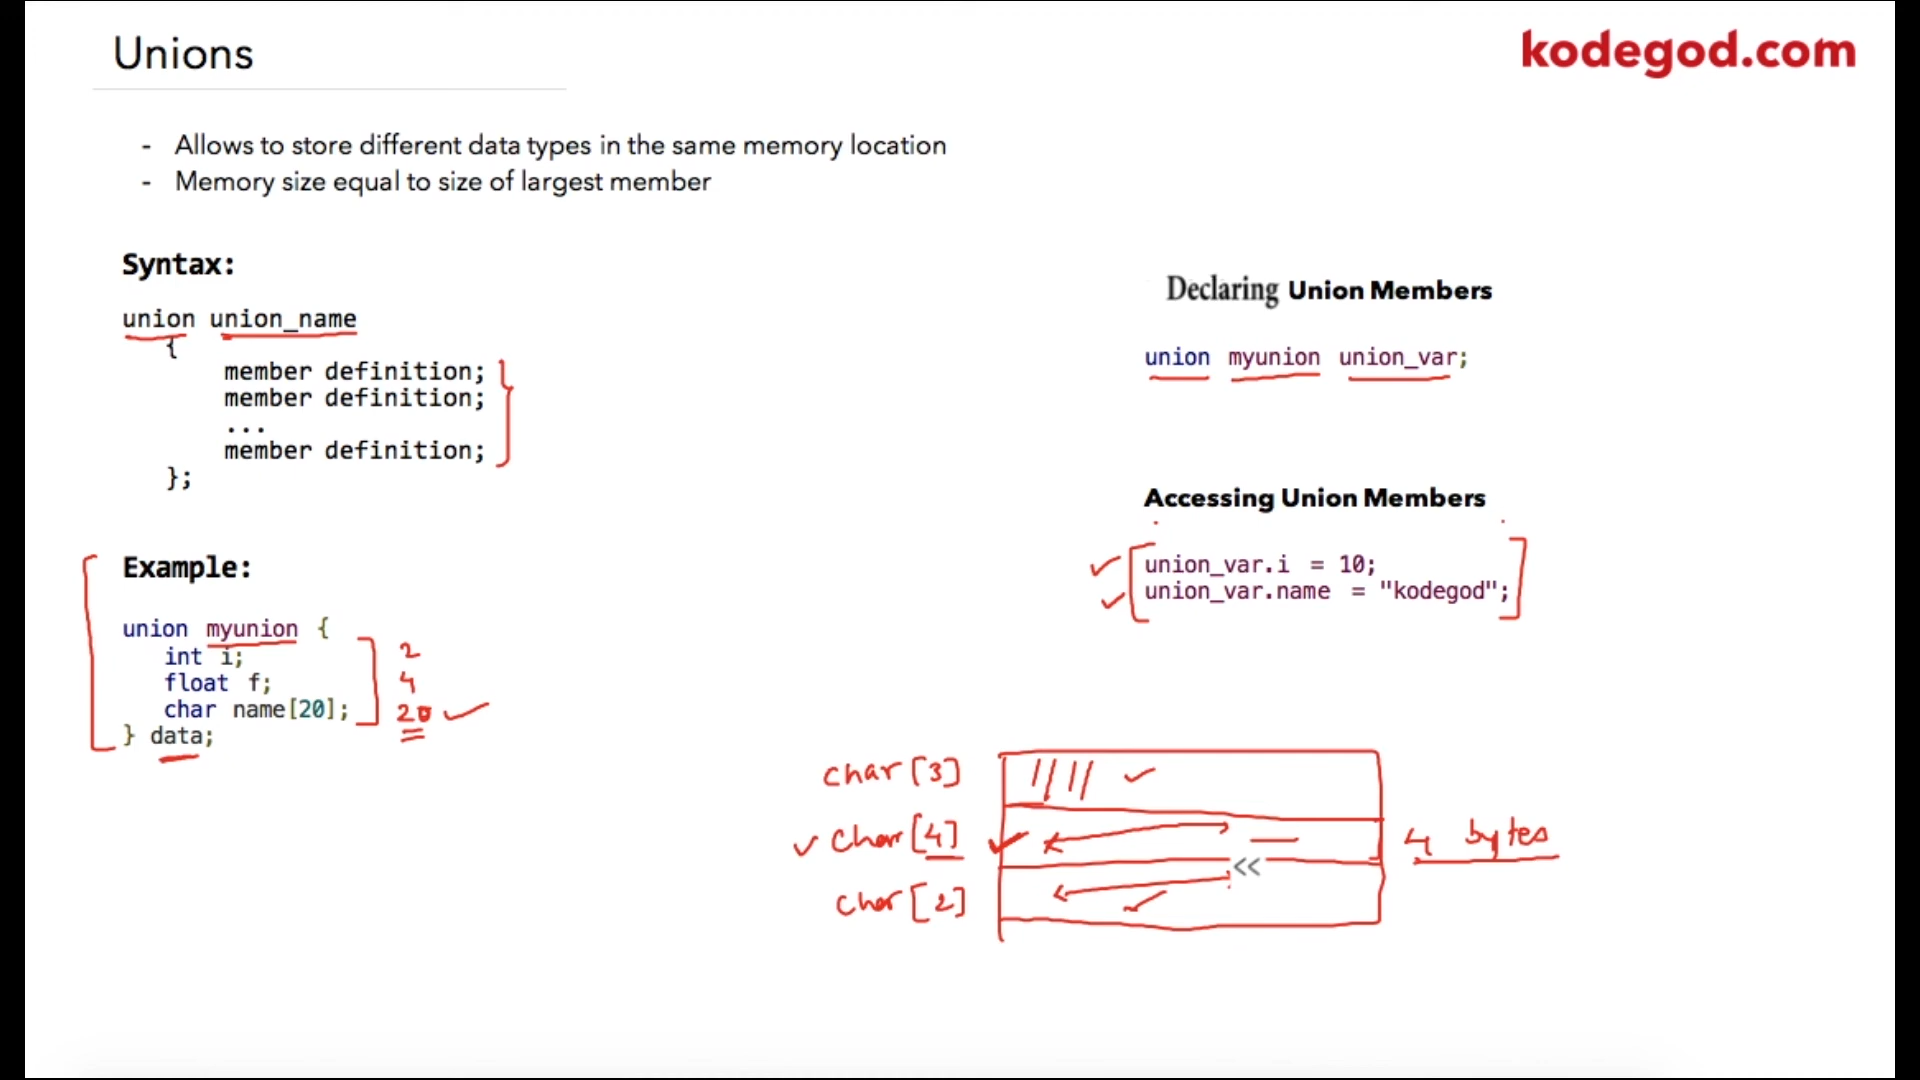 Unions
kodegod.com
- Allows to store different data types in the same memory location
- Memory size equal to size of largest member
Syntax:
union union_name
{
member definition;
member definition;
...
member definition;
};
Example:
union myunion {
int i; 2
float f; 4
char name[20]; 20
} data;
Declaring Union Members
union myunion union_var;
Accessing Union Members
union_var.i = 10;
union_var.name = "kodegod";
char [3]
char [4] 4 bytes
<<
char [2]